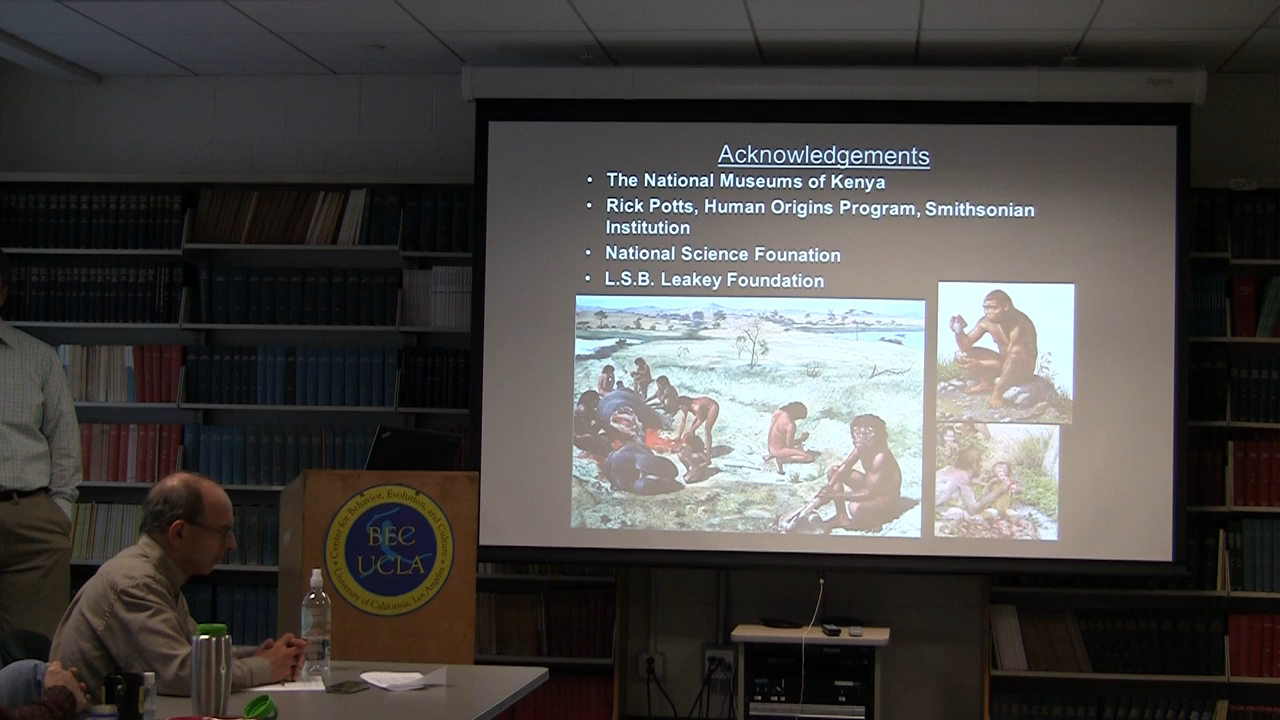 Acknowledgements
• The National Museums of Kenya
• Rick Potts, Human Origins Program, Smithsonian
Institution
• National Science Founation
• L.S.B. Leakey Foundation
Center for Behavior, Evolution, and Culture
BEC
UCLA
University of California, Los Angeles